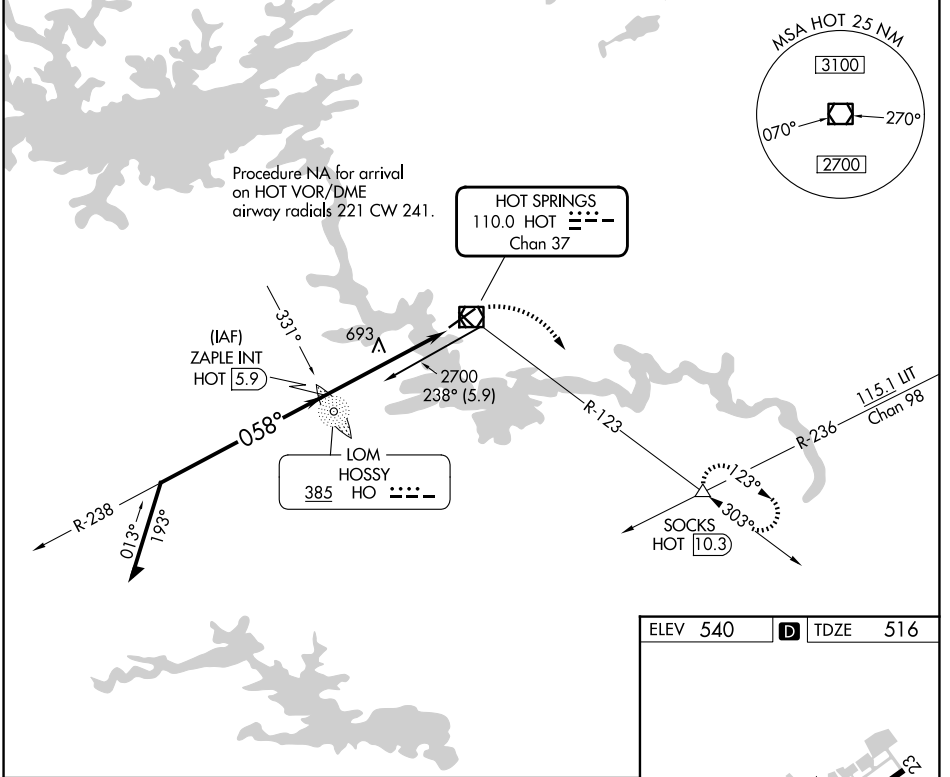 MSA HOT 25 NM
3100
070°
270°
2700
Procedure NA for arrival
on HOT VOR/DME
airway radials 221 CW 241.
HOT SPRINGS
110.0 HOT
Chan 37
331°
(IAF)
ZAPLE INT
HOT 5.9
693
2700
238° (5.9)
058°
R-123
115.1 LIT
Chan 98
R-236
LOM
HOSSY
385 HO
R-238
013°
193°
123°
303°
SOCKS
HOT 10.3
ELEV 540 D TDZE 516
23